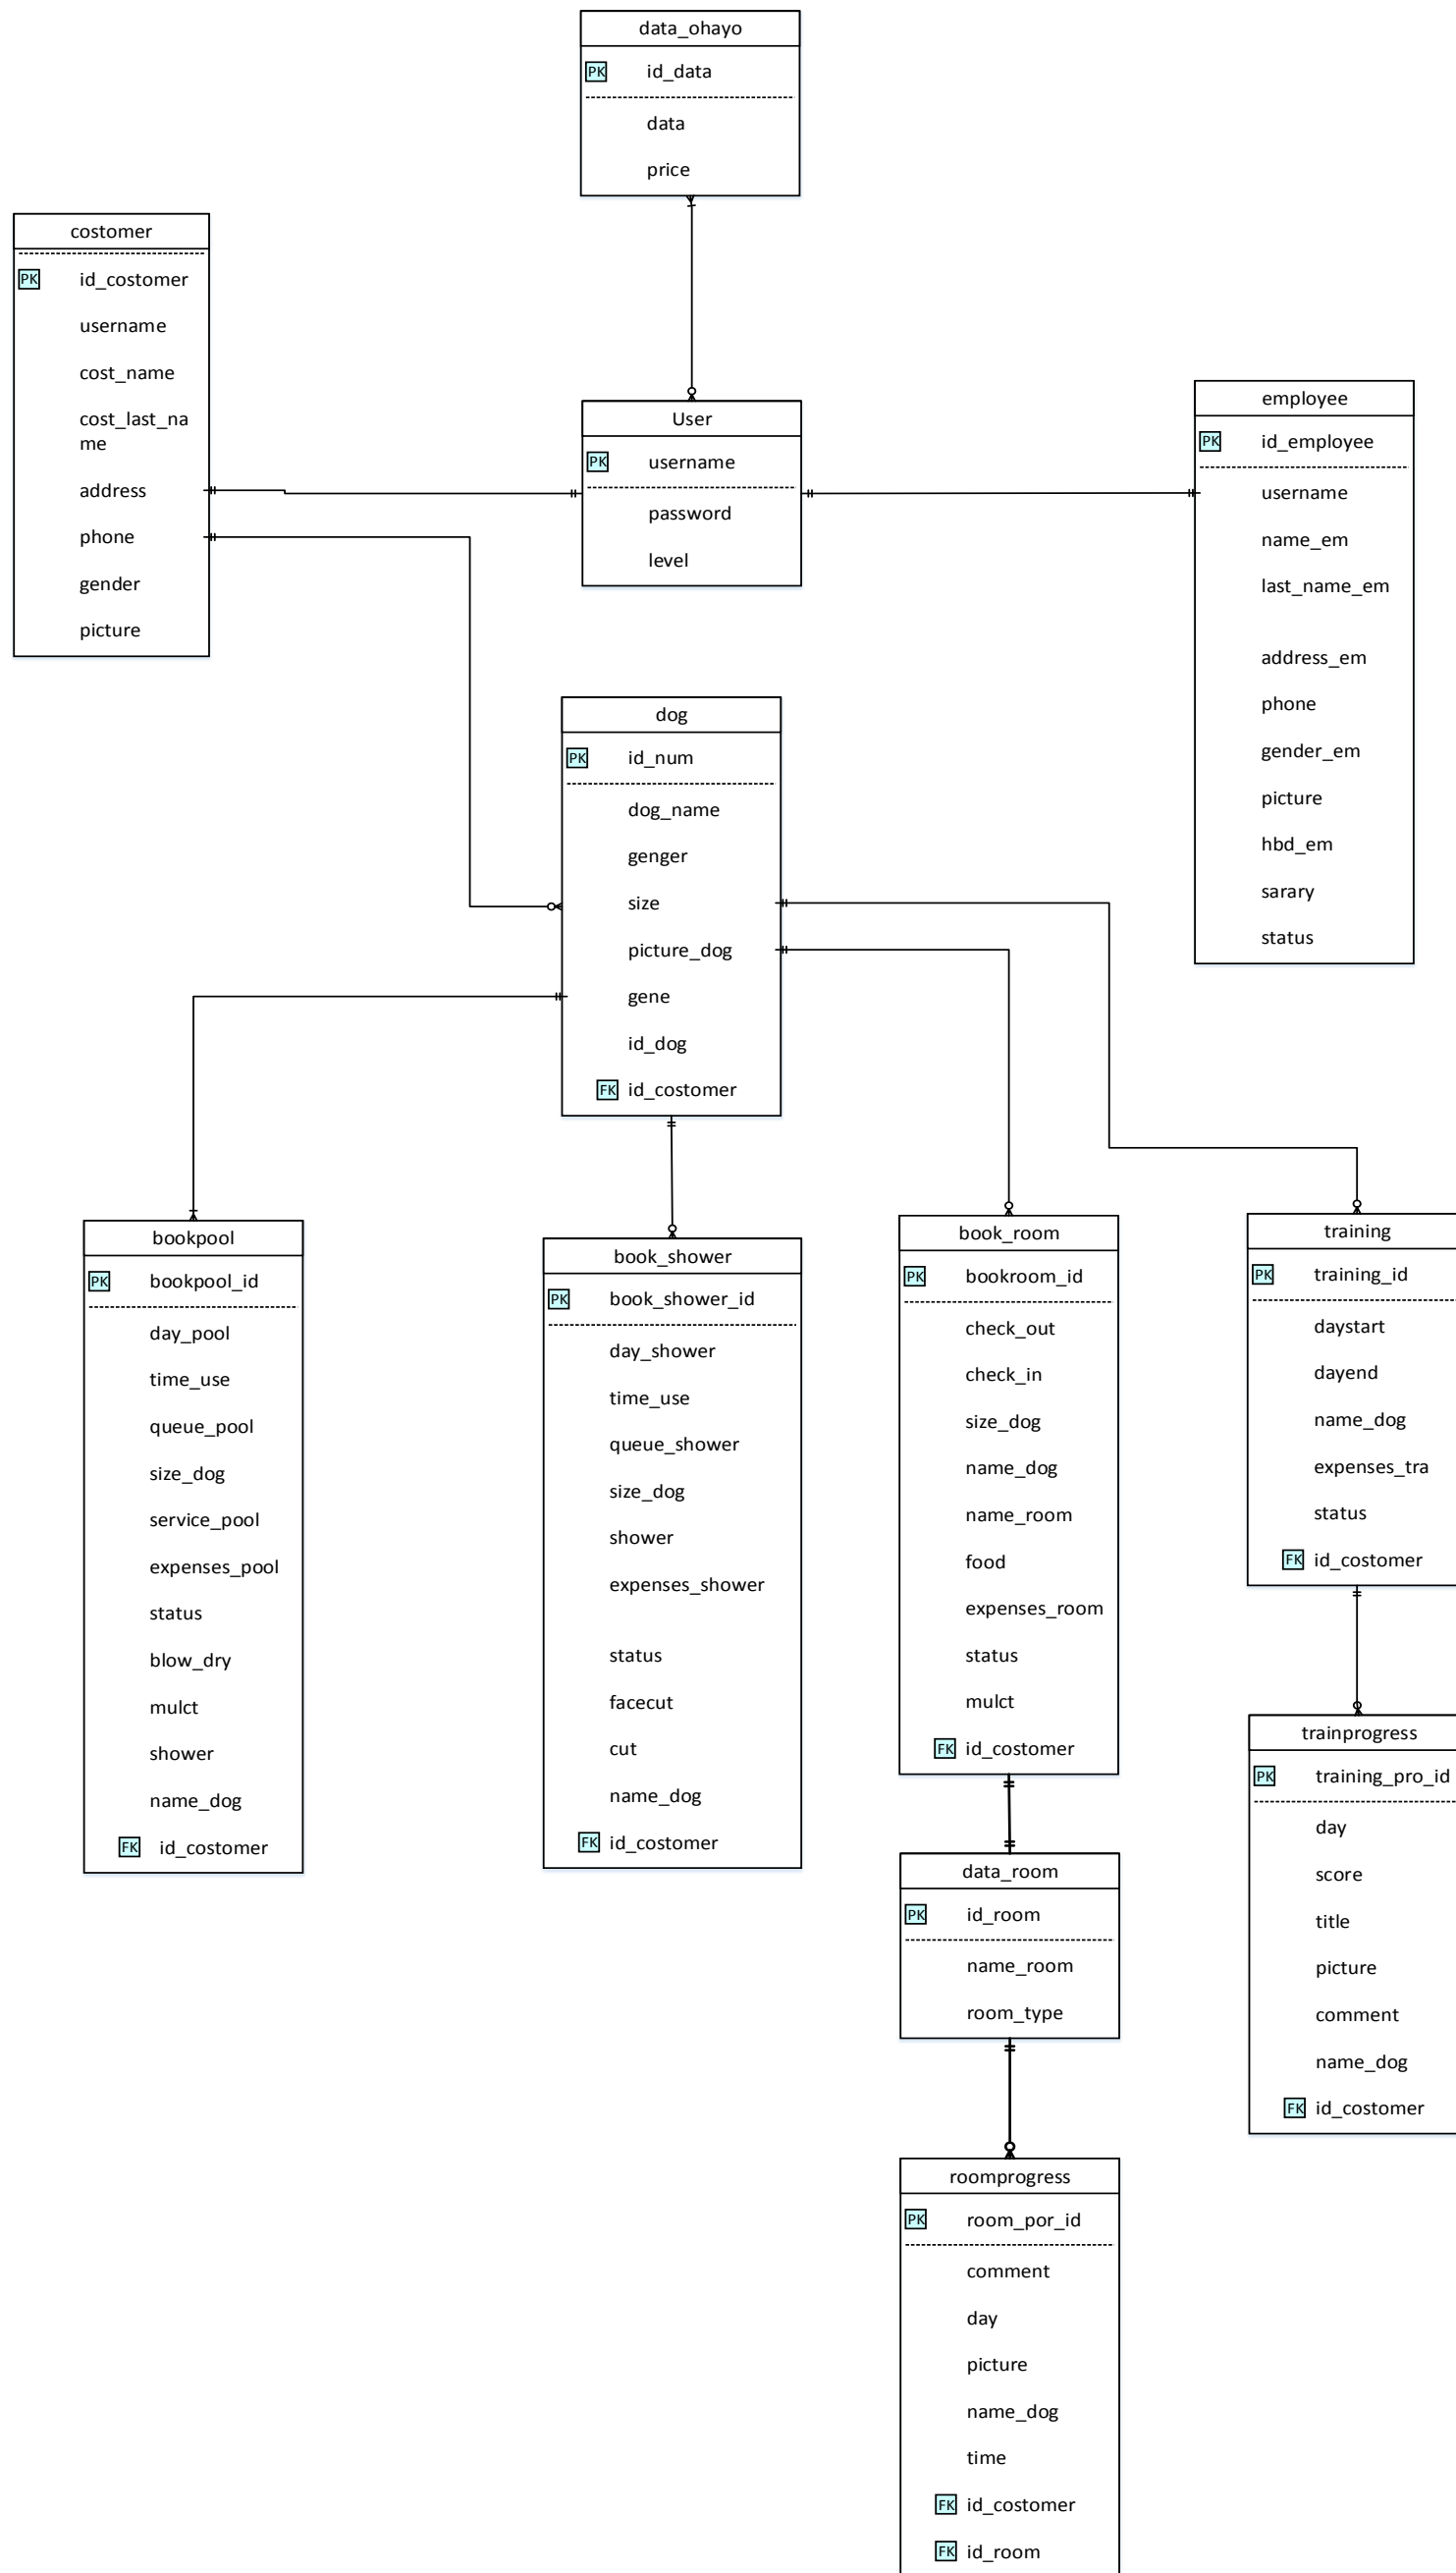 data_ohayo
PK id_data
data
price
costomer
PK id_costomer
username
cost_name
cost_last_na
me
address
phone
gender
picture
User
PK username
password
level
employee
PK id_employee
username
name_em
last_name_em
address_em
phone
gender_em
picture
hbd_em
sarary
status
dog
PK id_num
dog_name
genger
size
picture_dog
gene
id_dog
FK id_costomer
bookpool
PK bookpool_id
day_pool
time_use
queue_pool
size_dog
service_pool
expenses_pool
status
blow_dry
mulct
shower
name_dog
FK id_costomer
book_shower
PK book_shower_id
day_shower
time_use
queue_shower
size_dog
shower
expenses_shower
status
facecut
cut
name_dog
FK id_costomer
book_room
PK bookroom_id
check_out
check_in
size_dog
name_dog
name_room
food
expenses_room
status
mulct
FK id_costomer
training
PK training_id
daystart
dayend
name_dog
expenses_tra
status
FK id_costomer
trainprogress
PK training_pro_id
day
score
title
picture
comment
name_dog
FK id_costomer
data_room
PK id_room
name_room
room_type
roomprogress
PK room_por_id
comment
day
picture
name_dog
time
FK id_costomer
FK id_room